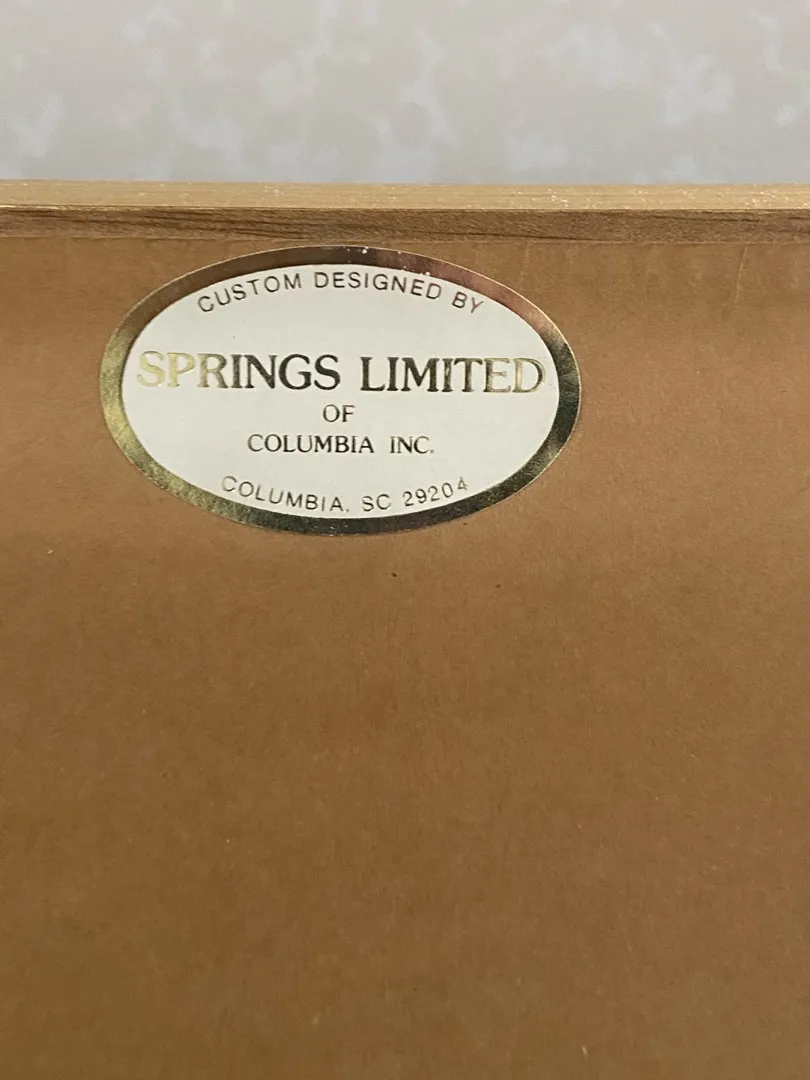 CUSTOM DESIGNED BY
SPRINGS LIMITED
OF
COLUMBIA INC.
COLUMBIA, SC 29204